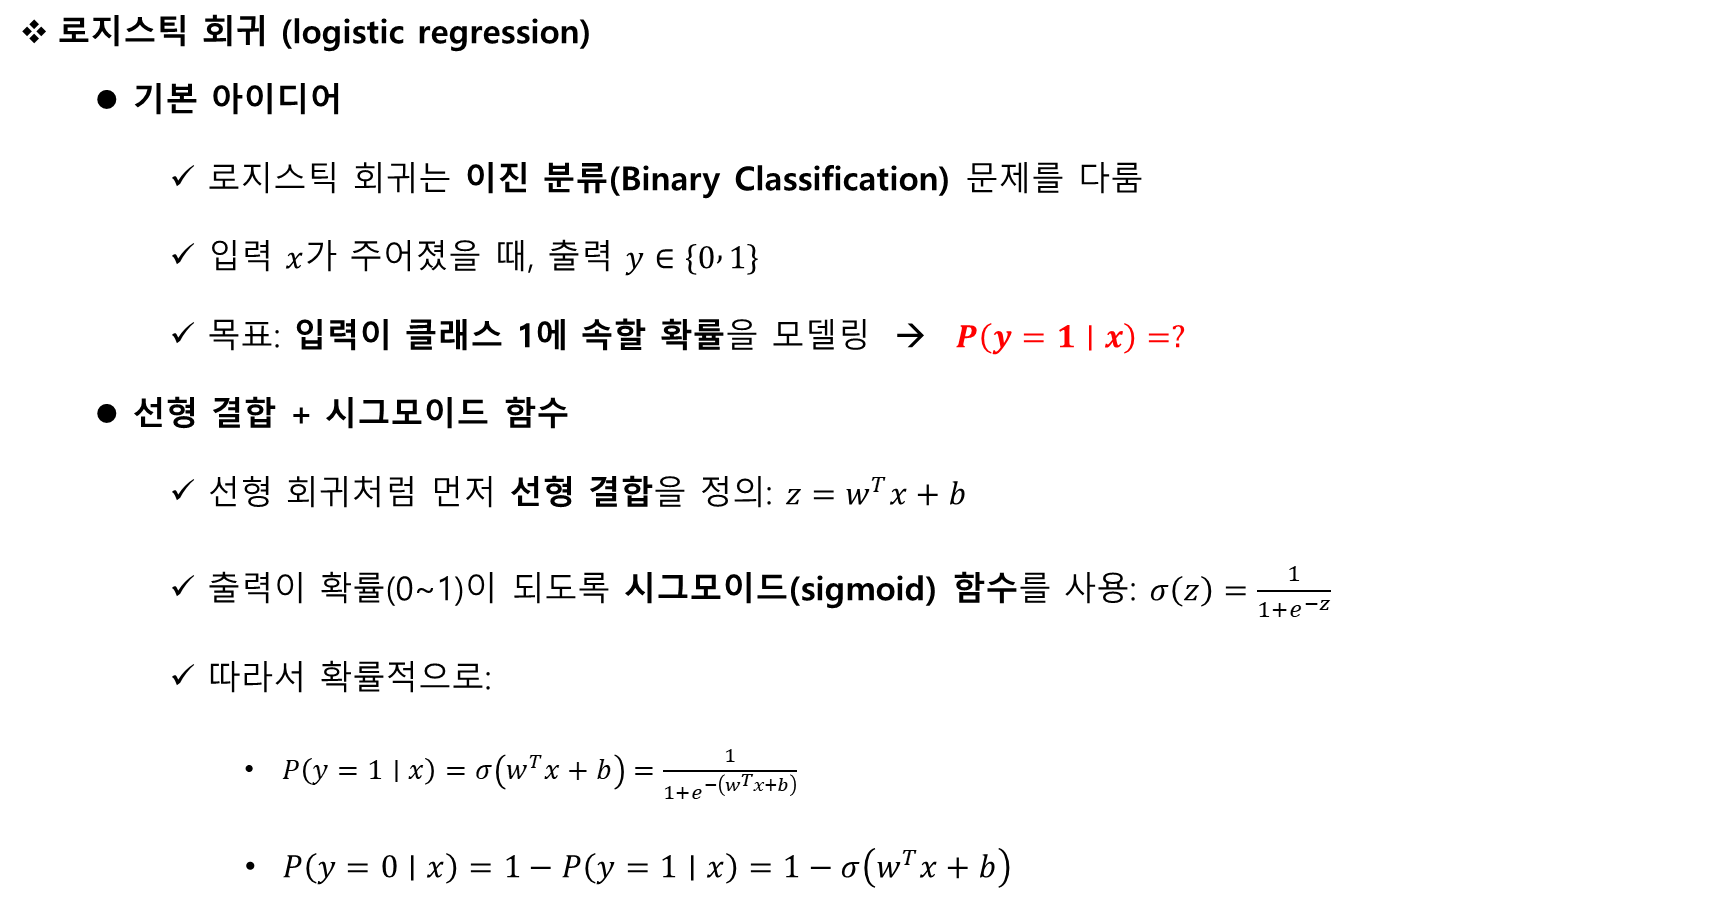 ❖ 로지스틱 회귀 (logistic regression)
● 기본 아이디어
✓ 로지스틱 회귀는 이진 분류(Binary Classification) 문제를 다룸
✓ 입력 𝑥가 주어졌을 때, 출력 𝑦 ∈ {0, 1}
✓ 목표: 입력이 클래스 1에 속할 확률을 모델링 → 𝑷(𝒚 = 𝟏 ∣ 𝒙) =?
● 선형 결합 + 시그모이드 함수
✓ 선형 회귀처럼 먼저 선형 결합을 정의: 𝑧 = 𝑤^𝑇 𝑥 + 𝑏
✓ 출력이 확률(0~1)이 되도록 시그모이드(sigmoid) 함수를 사용: 𝜎(𝑧) = 1/(1+𝑒^−𝑧)
✓ 따라서 확률적으로:
• 𝑃(𝑦 = 1 ∣ 𝑥) = 𝜎(𝑤^𝑇 𝑥 + 𝑏) = 1/(1+𝑒^−(𝑤^𝑇 𝑥+𝑏))
• 𝑃(𝑦 = 0 ∣ 𝑥) = 1 − 𝑃(𝑦 = 1 ∣ 𝑥) = 1 − 𝜎(𝑤^𝑇 𝑥 + 𝑏)